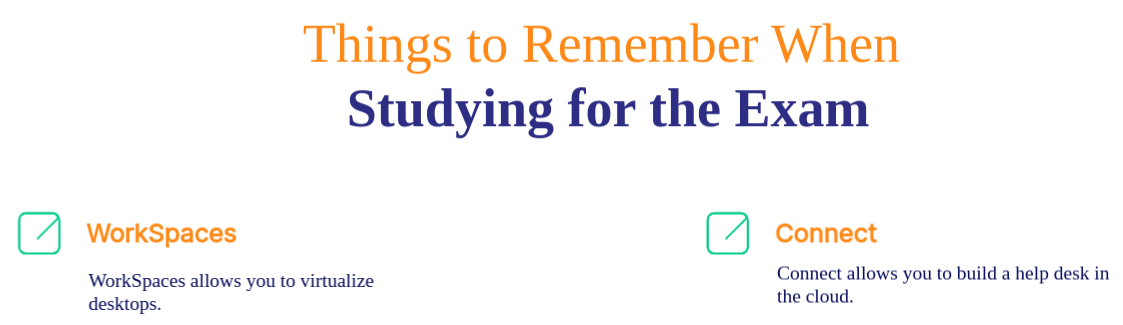 Things to Remember When
Studying for the Exam
WorkSpaces
WorkSpaces allows you to virtualize
desktops.
Connect
Connect allows you to build a help desk in
the cloud.